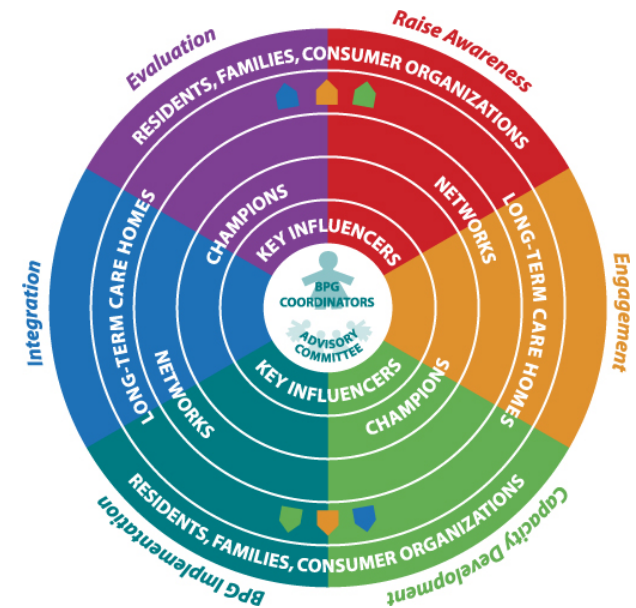 Evaluation
Raise Awareness
RESIDENTS, FAMILIES, CONSUMER ORGANIZATIONS
LONG-TERM CARE HOMES
CHAMPIONS
NETWORKS
LONG-TERM CARE HOMES
KEY INFLUENCERS
Integration
BPG
COORDINATORS
ADVISORY
COMMITTEE
Engagement
KEY INFLUENCERS
NETWORKS
CHAMPIONS
RESIDENTS, FAMILIES, CONSUMER ORGANIZATIONS
BPG Implementation
Capacity Development